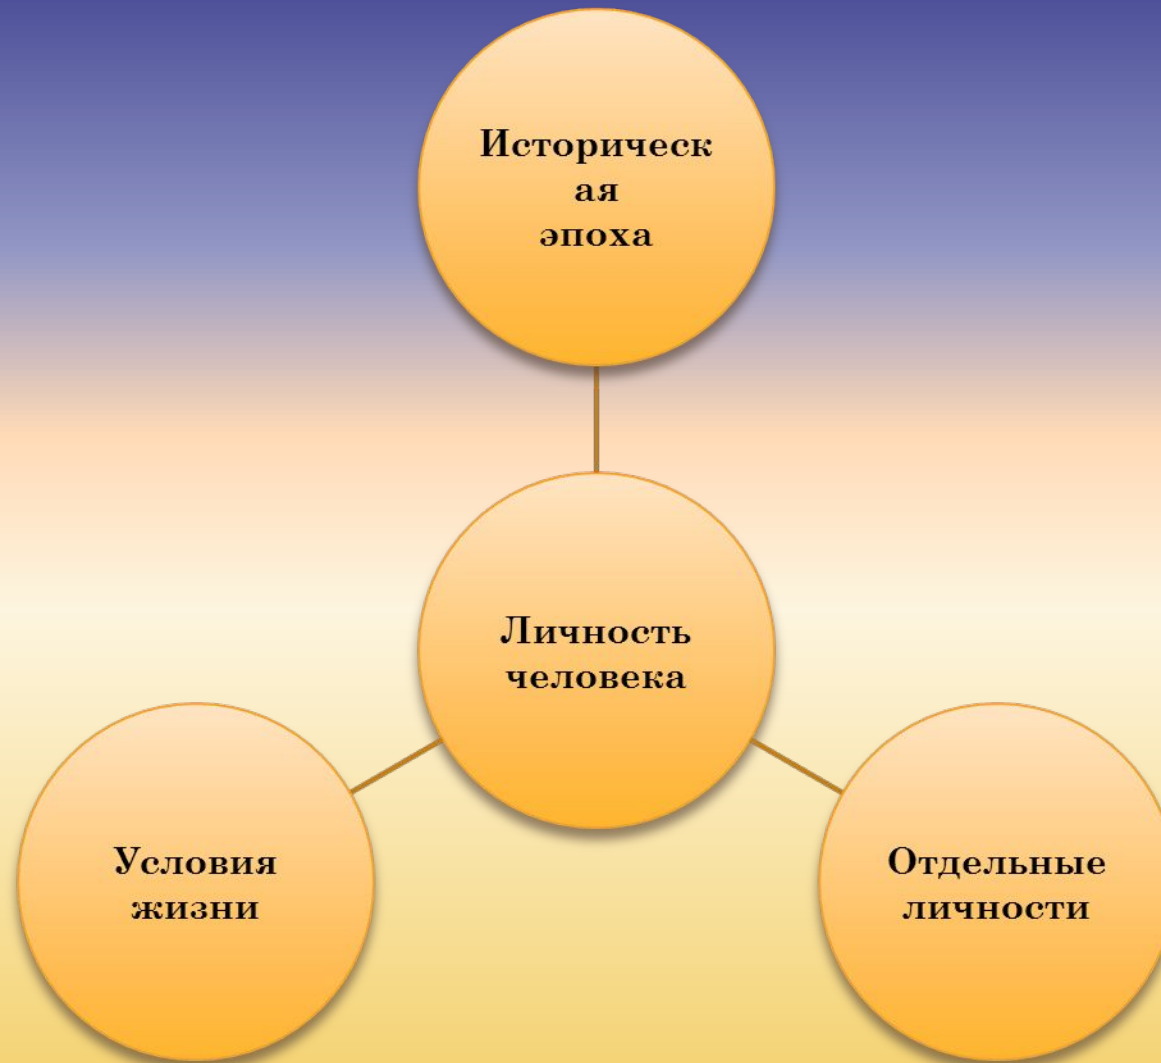 Историческ
ая
эпоха
Личность
человека
Условия
жизни
Отдельные
личности